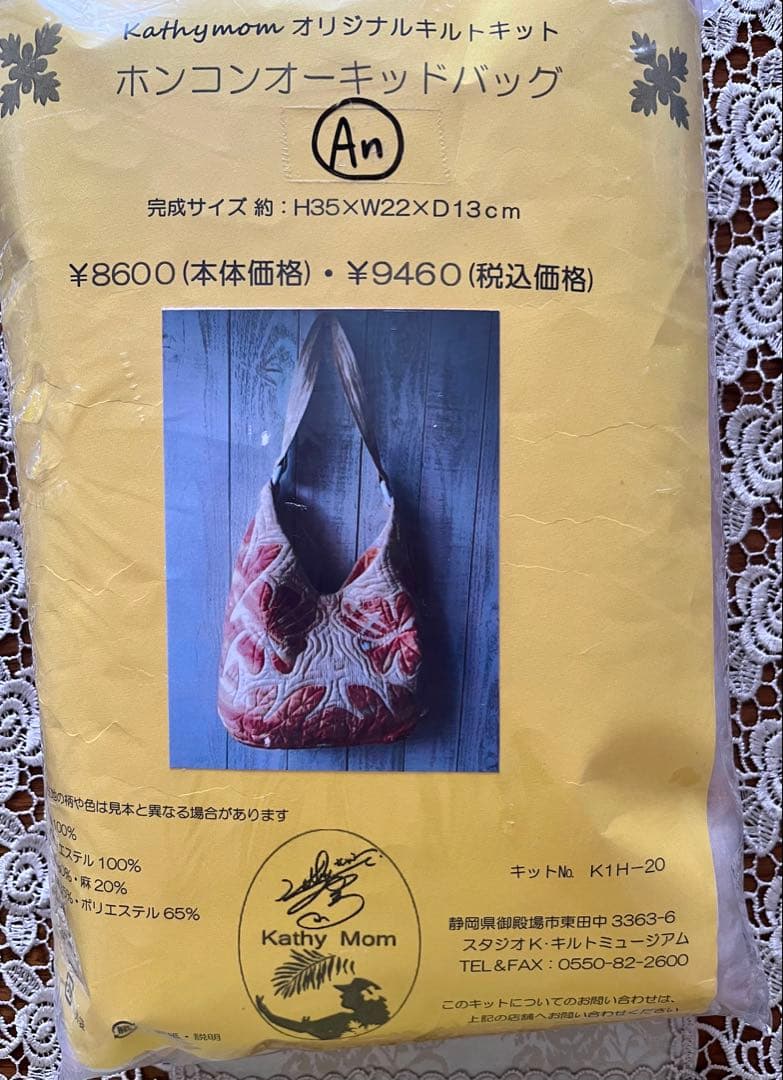 Kathymom オリジナルキルトキット
ホンコンオーキッドバッグ
An
完成サイズ 約：H35×W22×D13cm
¥8600(本体価格)・¥9460(税込価格)
の柄や色は見本と異なる場合があります
100%
エステル 100%
・麻20%
・ポリエステル 65%
Kathy Mom
キット№ K1H-20
静岡県御殿場市東田中 3363-6
スタジオK・キルトミュージアム
TEL＆FAX：0550-82-2600
このキットについてのお問い合わせは、
上記の店舗へお問い合わせください
・説明